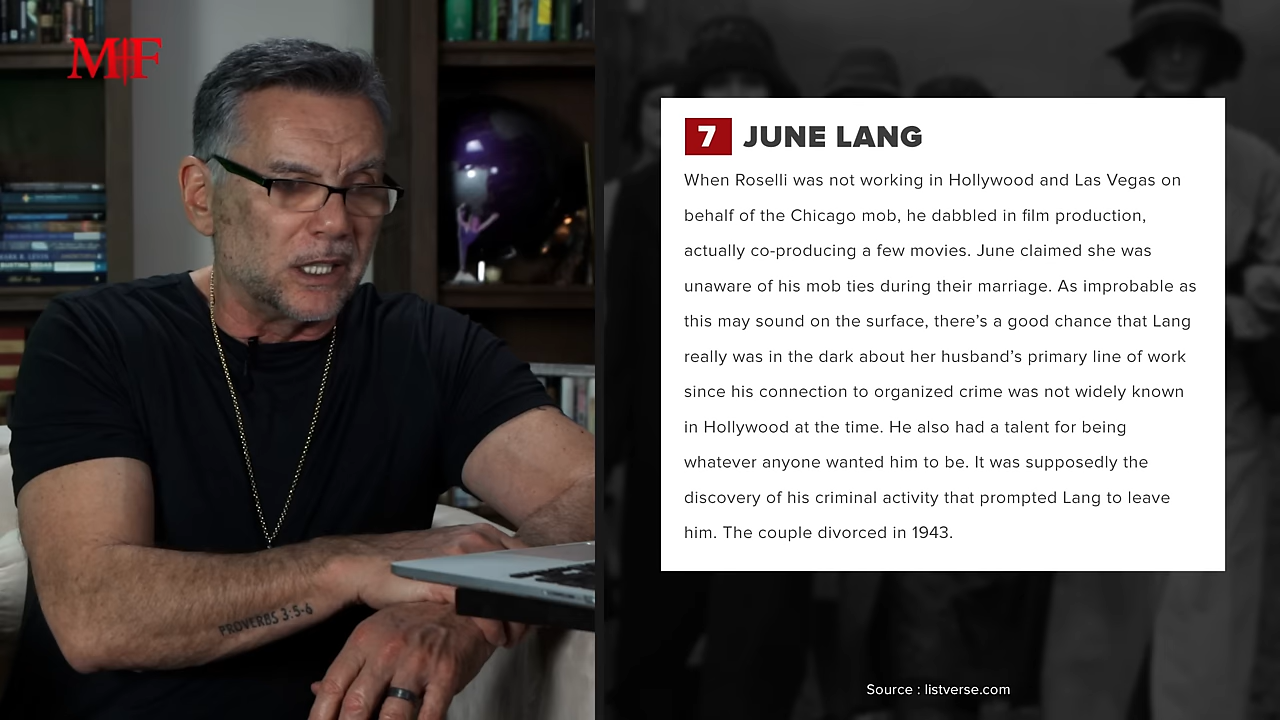 MF
7 JUNE LANG
When Roselli was not working in Hollywood and Las Vegas on
behalf of the Chicago mob, he dabbled in film production,
actually co-producing a few movies. June claimed she was
unaware of his mob ties during their marriage. As improbable as
this may sound on the surface, there's a good chance that Lang
really was in the dark about her husband's primary line of work
since his connection to organized crime was not widely known
in Hollywood at the time. He also had a talent for being
whatever anyone wanted him to be. It was supposedly the
discovery of his criminal activity that prompted Lang to leave
him. The couple divorced in 1943.
PROVERBS 3:5-6
Source : listverse.com